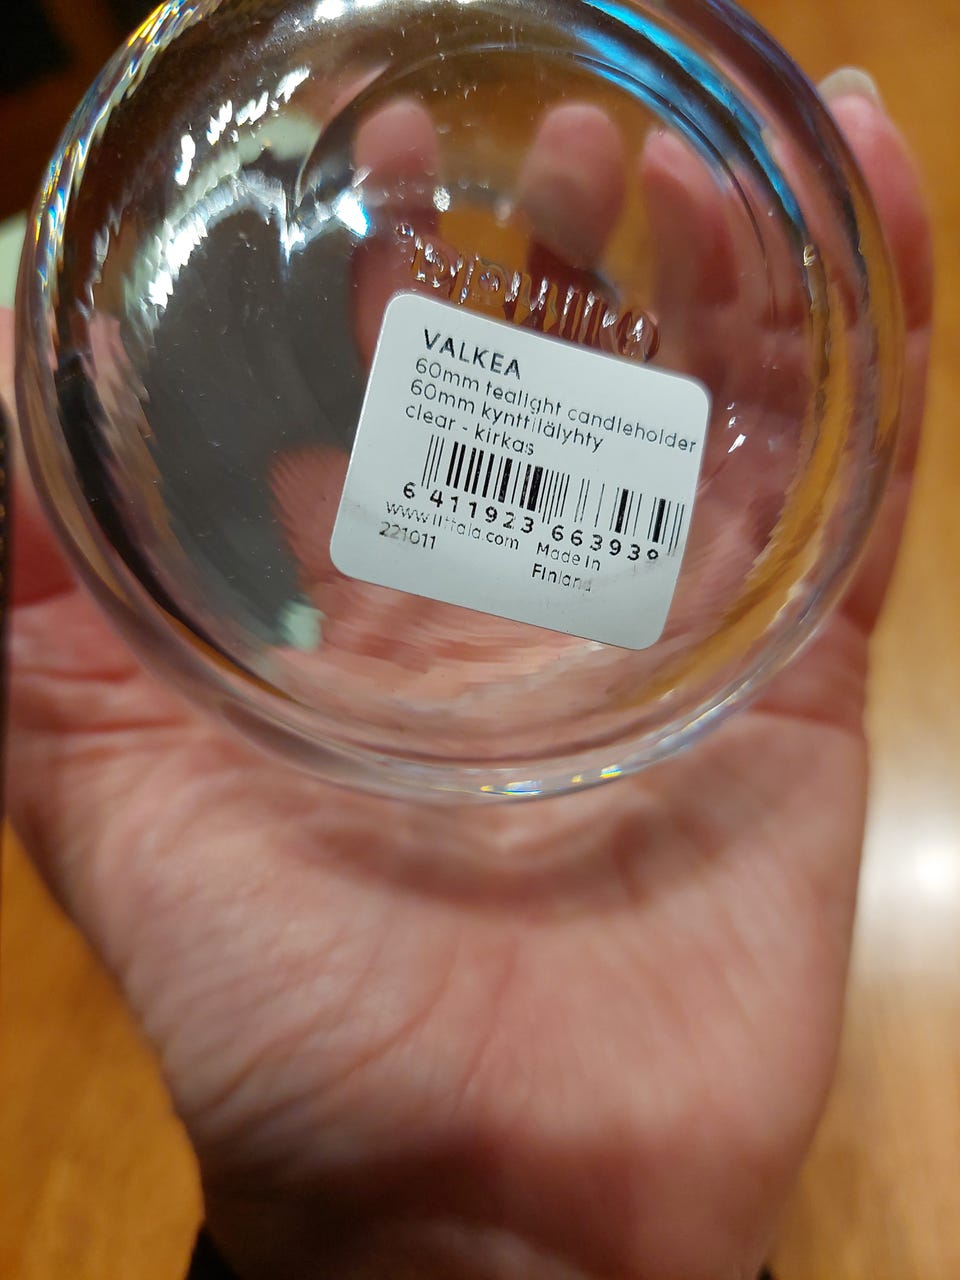 VALKEA
60mm tealight candleholder
60mm kynttilälyhty
clear - kirkas
6 411923 663939
www.iittala.com
Made in
Finland
221011